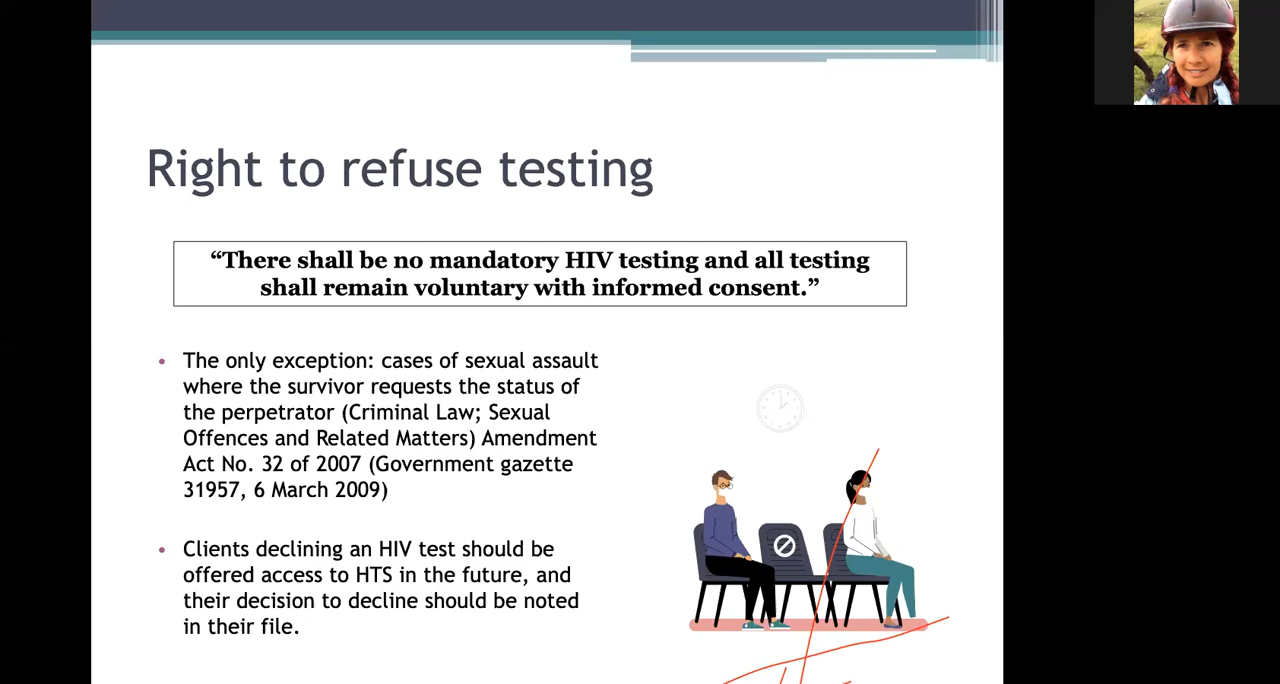 Right to refuse testing
“There shall be no mandatory HIV testing and all testing
shall remain voluntary with informed consent.”
• The only exception: cases of sexual assault
where the survivor requests the status of
the perpetrator (Criminal Law; Sexual
Offences and Related Matters) Amendment
Act No. 32 of 2007 (Government gazette
31957, 6 March 2009)
• Clients declining an HIV test should be
offered access to HTS in the future, and
their decision to decline should be noted
in their file.